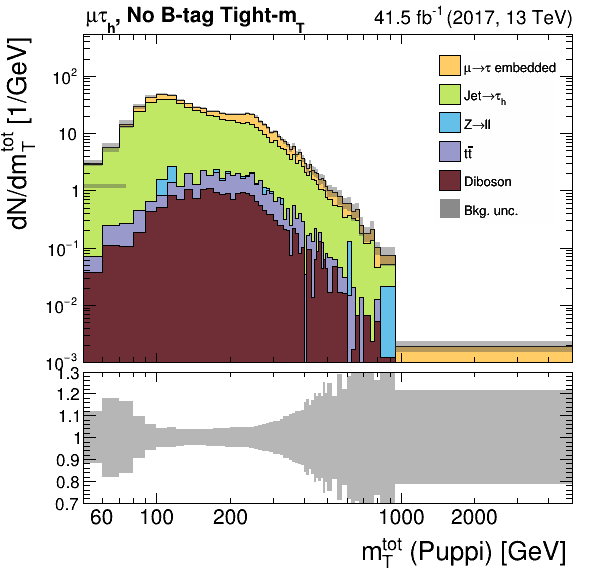 μτh, No B-tag Tight-mT
41.5 fb-1 (2017, 13 TeV)
dN/dmTtot [1/GeV]
10²
10
1
10−1
10−2
10−3
μ→τ embedded
Jet→τh
Z→ll
tt̄
Diboson
Bkg. unc.
1.3
1.2
1.1
1
0.9
0.8
0.7
60 100 200 1000 2000
mTtot (Puppi) [GeV]